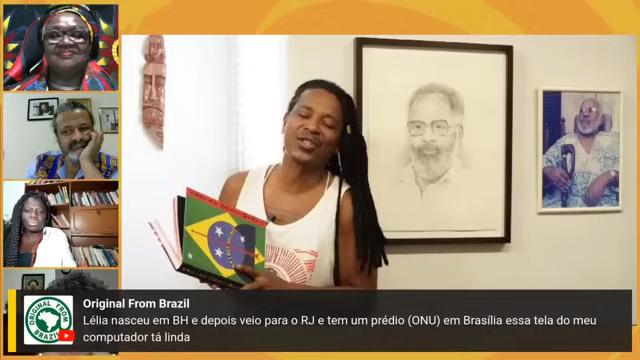 Original From Brazil
Lélia nasceu em BH e depois veio para o RJ e tem um prédio (ONU) em Brasília essa tela do meu
computador tá linda
ORIGINAL FROM BRAZIL